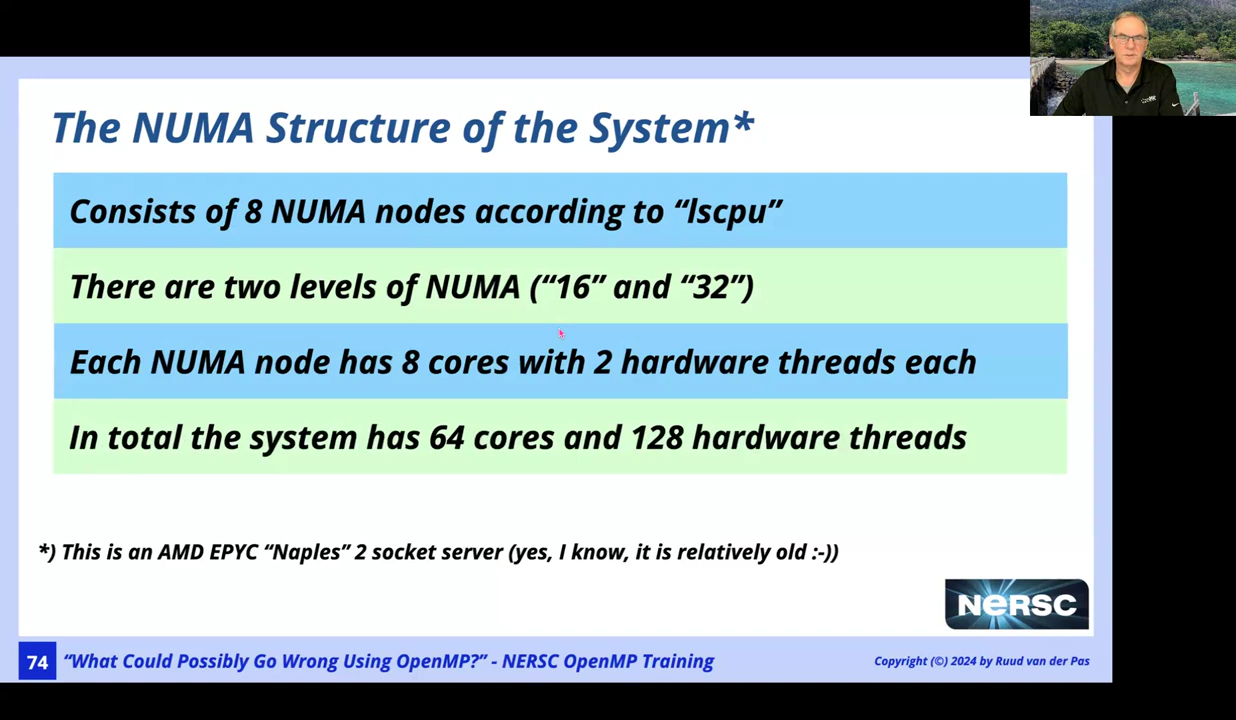 The NUMA Structure of the System*
Consists of 8 NUMA nodes according to “lscpu”
There are two levels of NUMA (“16” and “32”)
Each NUMA node has 8 cores with 2 hardware threads each
In total the system has 64 cores and 128 hardware threads
*) This is an AMD EPYC “Naples” 2 socket server (yes, I know, it is relatively old :-))
NeRSC
74 “What Could Possibly Go Wrong Using OpenMP?” - NERSC OpenMP Training
Copyright (©) 2024 by Ruud van der Pas